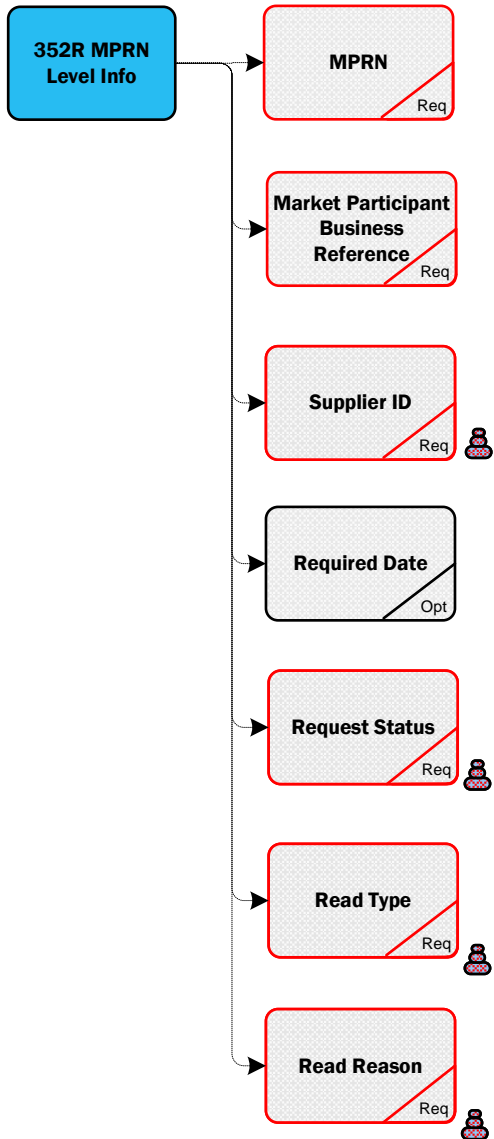 352R MPRN
Level Info
MPRN
Req
Market Participant
Business
Reference
Req
Supplier ID
Req
Required Date
Opt
Request Status
Req
Read Type
Req
Read Reason
Req